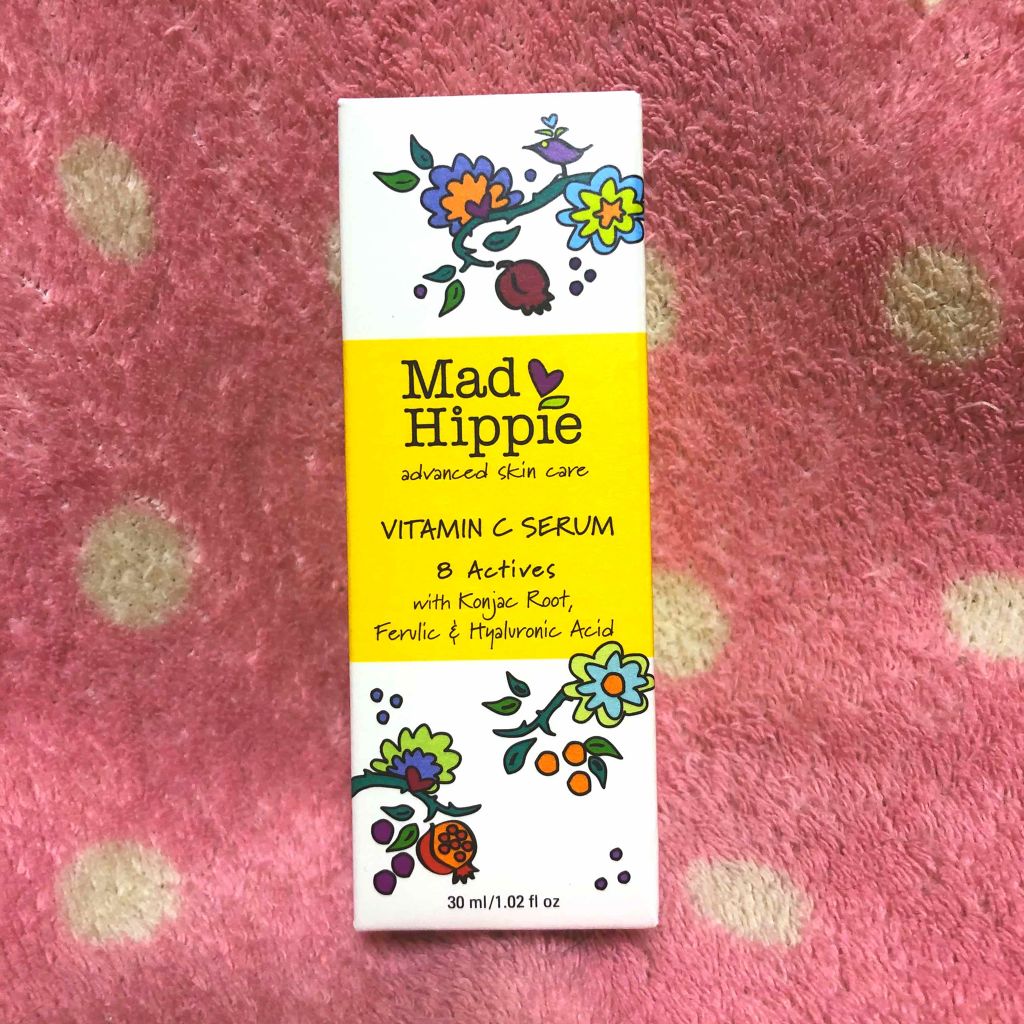 Mad
Hippie
advanced skin care
VITAMIN C SERUM
8 Actives
with Konjac Root,
Ferulic & Hyaluronic Acid
30 ml/1.02 fl oz